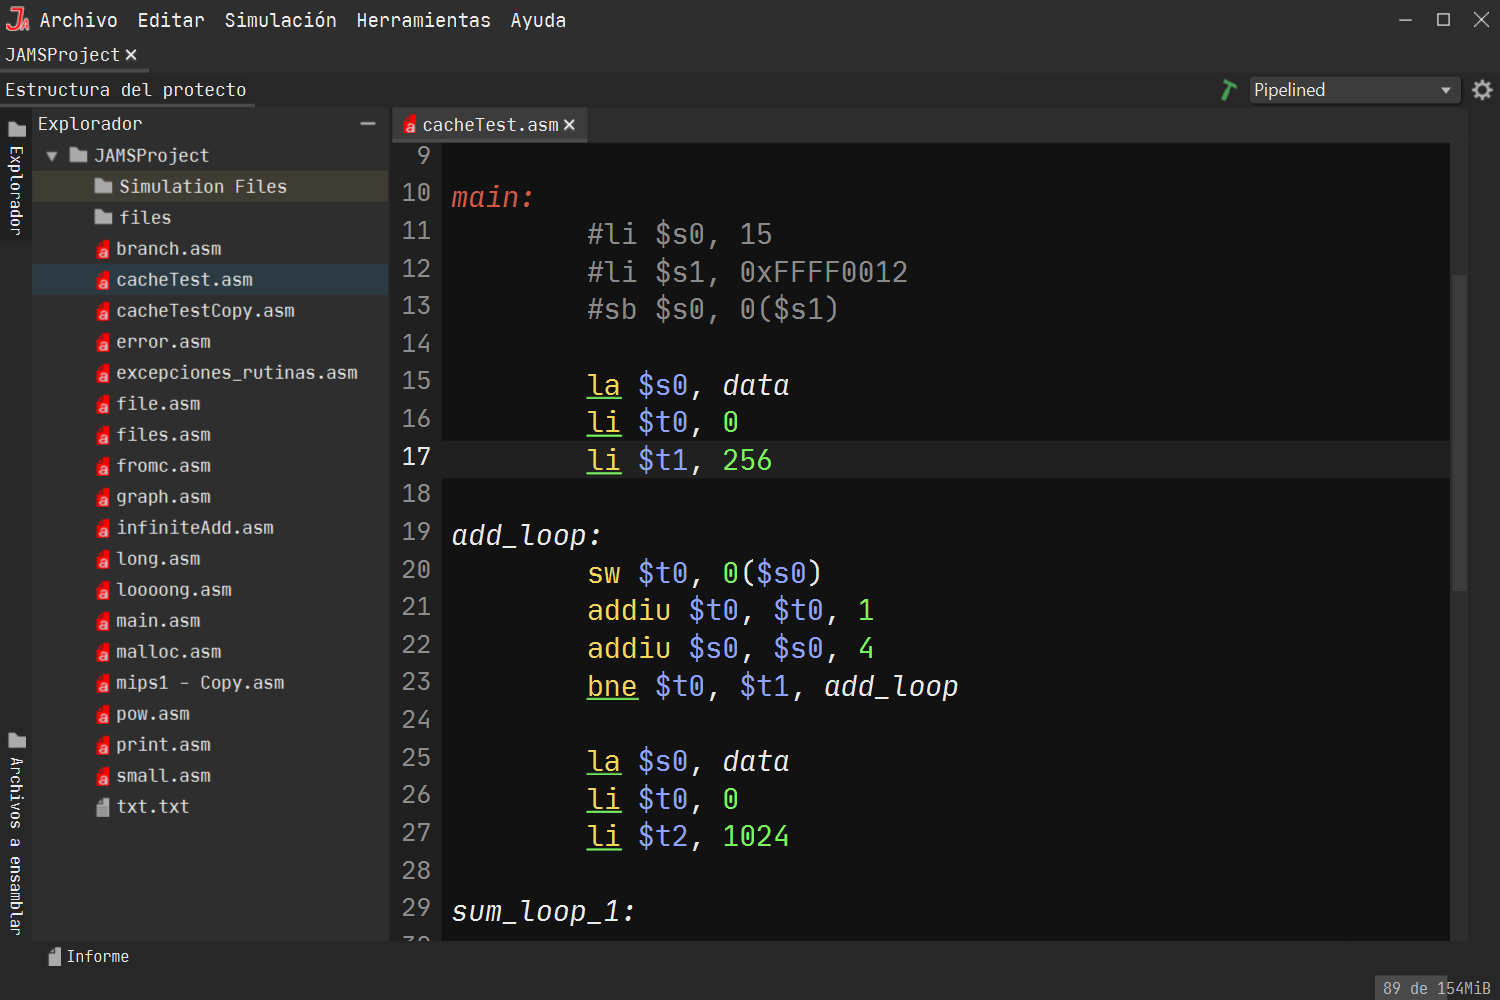 Archivo Editar Simulación Herramientas Ayuda
JAMSProject
Estructura del protecto
Pipelined
Explorador
Archivos a ensamblar
Explorador
JAMSProject
Simulation Files
files
branch.asm
cacheTest.asm
cacheTestCopy.asm
error.asm
excepciones_rutinas.asm
file.asm
files.asm
fromc.asm
graph.asm
infiniteAdd.asm
long.asm
loooong.asm
main.asm
malloc.asm
mips1 - Copy.asm
pow.asm
print.asm
small.asm
txt.txt
cacheTest.asm
9
10 main:
11 #li $s0, 15
12 #li $s1, 0xFFFF0012
13 #sb $s0, 0($s1)
14
15 la $s0, data
16 li $t0, 0
17 li $t1, 256
18
19 add_loop:
20 sw $t0, 0($s0)
21 addiu $t0, $t0, 1
22 addiu $s0, $s0, 4
23 bne $t0, $t1, add_loop
24
25 la $s0, data
26 li $t0, 0
27 li $t2, 1024
28
29 sum_loop_1:
Informe
89 de 154MiB